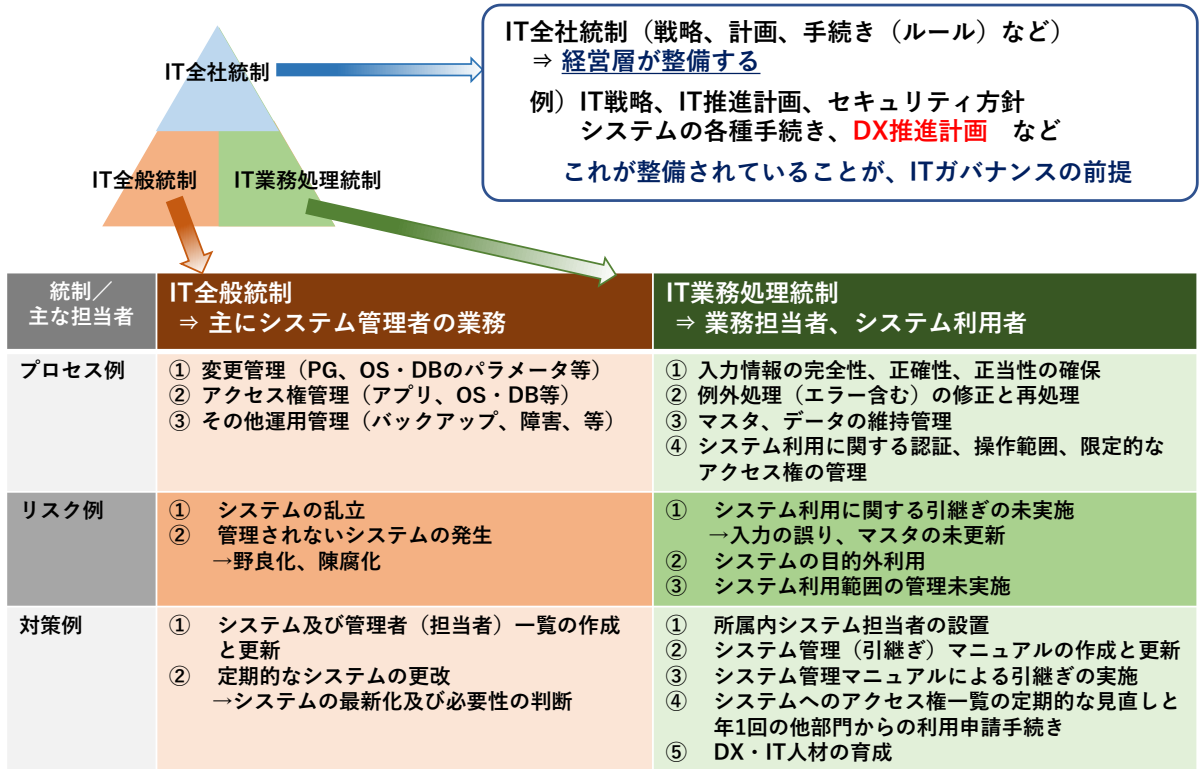 IT全社統制
IT全社統制（戦略、計画、手続き（ルール）など）
⇒ 経営層が整備する
例）IT戦略、IT推進計画、セキュリティ方針
システムの各種手続き、DX推進計画　など
これが整備されていることが、ITガバナンスの前提
IT全般統制
IT業務処理統制
統制／
主な担当者
IT全般統制
⇒ 主にシステム管理者の業務
IT業務処理統制
⇒ 業務担当者、システム利用者
プロセス例
① 変更管理（PG、OS・DBのパラメータ等）
② アクセス権管理（アプリ、OS・DB等）
③ その他運用管理（バックアップ、障害、等）
① 入力情報の完全性、正確性、正当性の確保
② 例外処理（エラー含む）の修正と再処理
③ マスタ、データの維持管理
④ システム利用に関する認証、操作範囲、限定的な
アクセス権の管理
リスク例
① システムの乱立
② 管理されないシステムの発生
→野良化、陳腐化
① システム利用に関する引継ぎの未実施
→入力の誤り、マスタの未更新
② システムの目的外利用
③ システム利用範囲の管理未実施
対策例
① システム及び管理者（担当者）一覧の作成
と更新
② 定期的なシステムの更改
→システムの最新化及び必要性の判断
① 所属内システム担当者の設置
② システム管理（引継ぎ）マニュアルの作成と更新
③ システム管理マニュアルによる引継ぎの実施
④ システムへのアクセス権一覧の定期的な見直しと
年1回の他部門からの利用申請手続き
⑤ DX・IT人材の育成